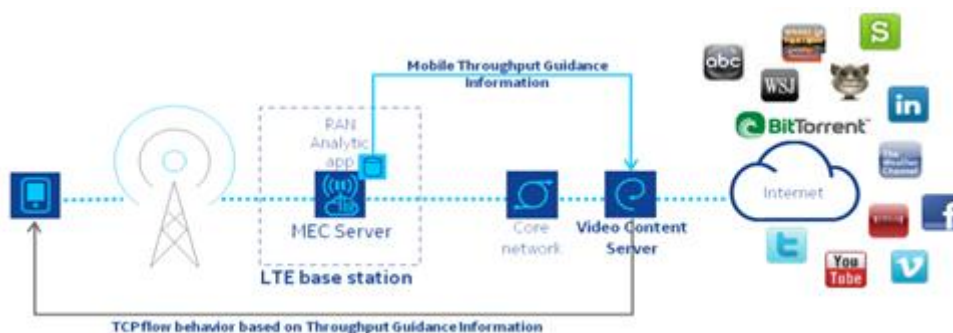 Mobile Throughput Guidance
Information
RAN
Analytic
app
MEC Server
LTE base station
Core
network
Video Content
Server
Internet
TCP flow behavior based on Throughput Guidance Information
abc
WSJ
S
in
BitTorrent™
The
Weather
Channel
f
t
You
Tube
v